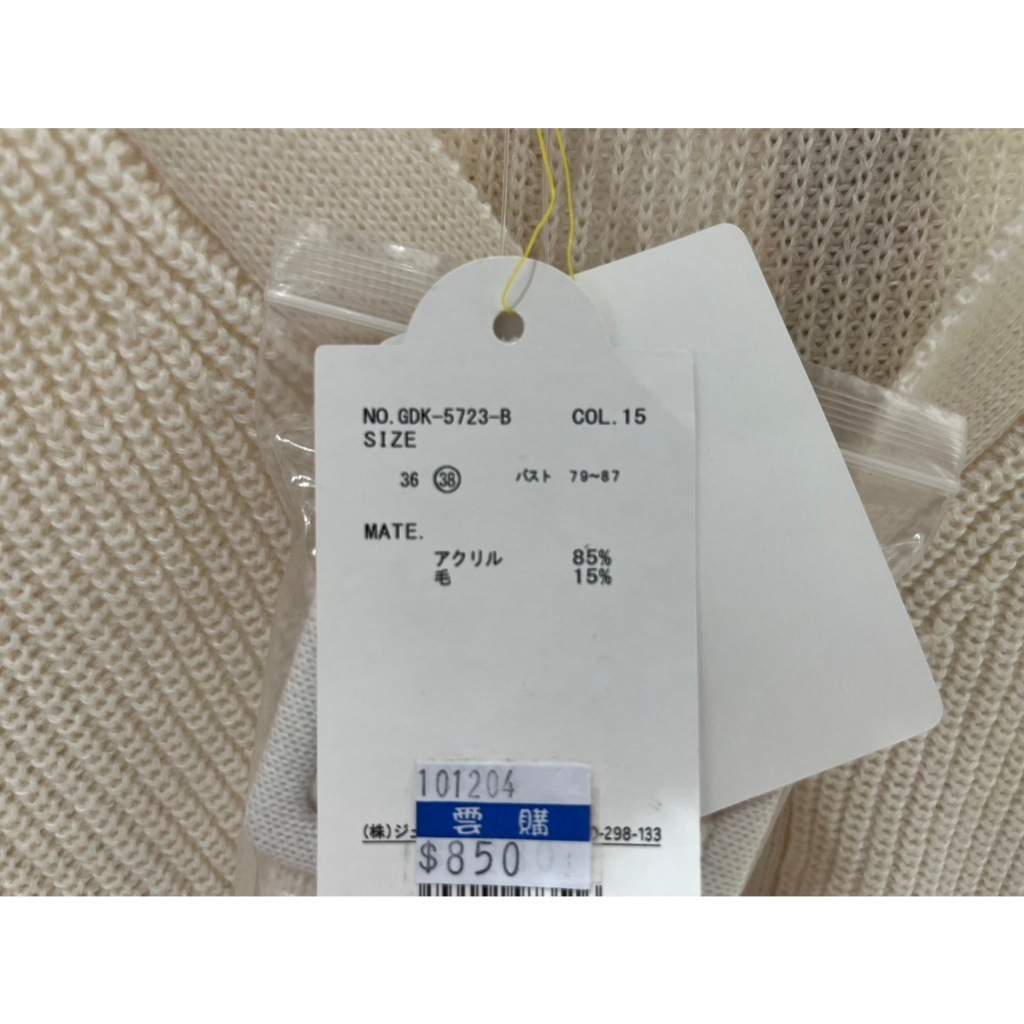 NO.GDK-5723-B COL.15
SIZE
36 38 バスト 79~87
MATE.
アクリル 85%
毛 15%
101204
雲購
(株)ジュ 0-298-133
$850